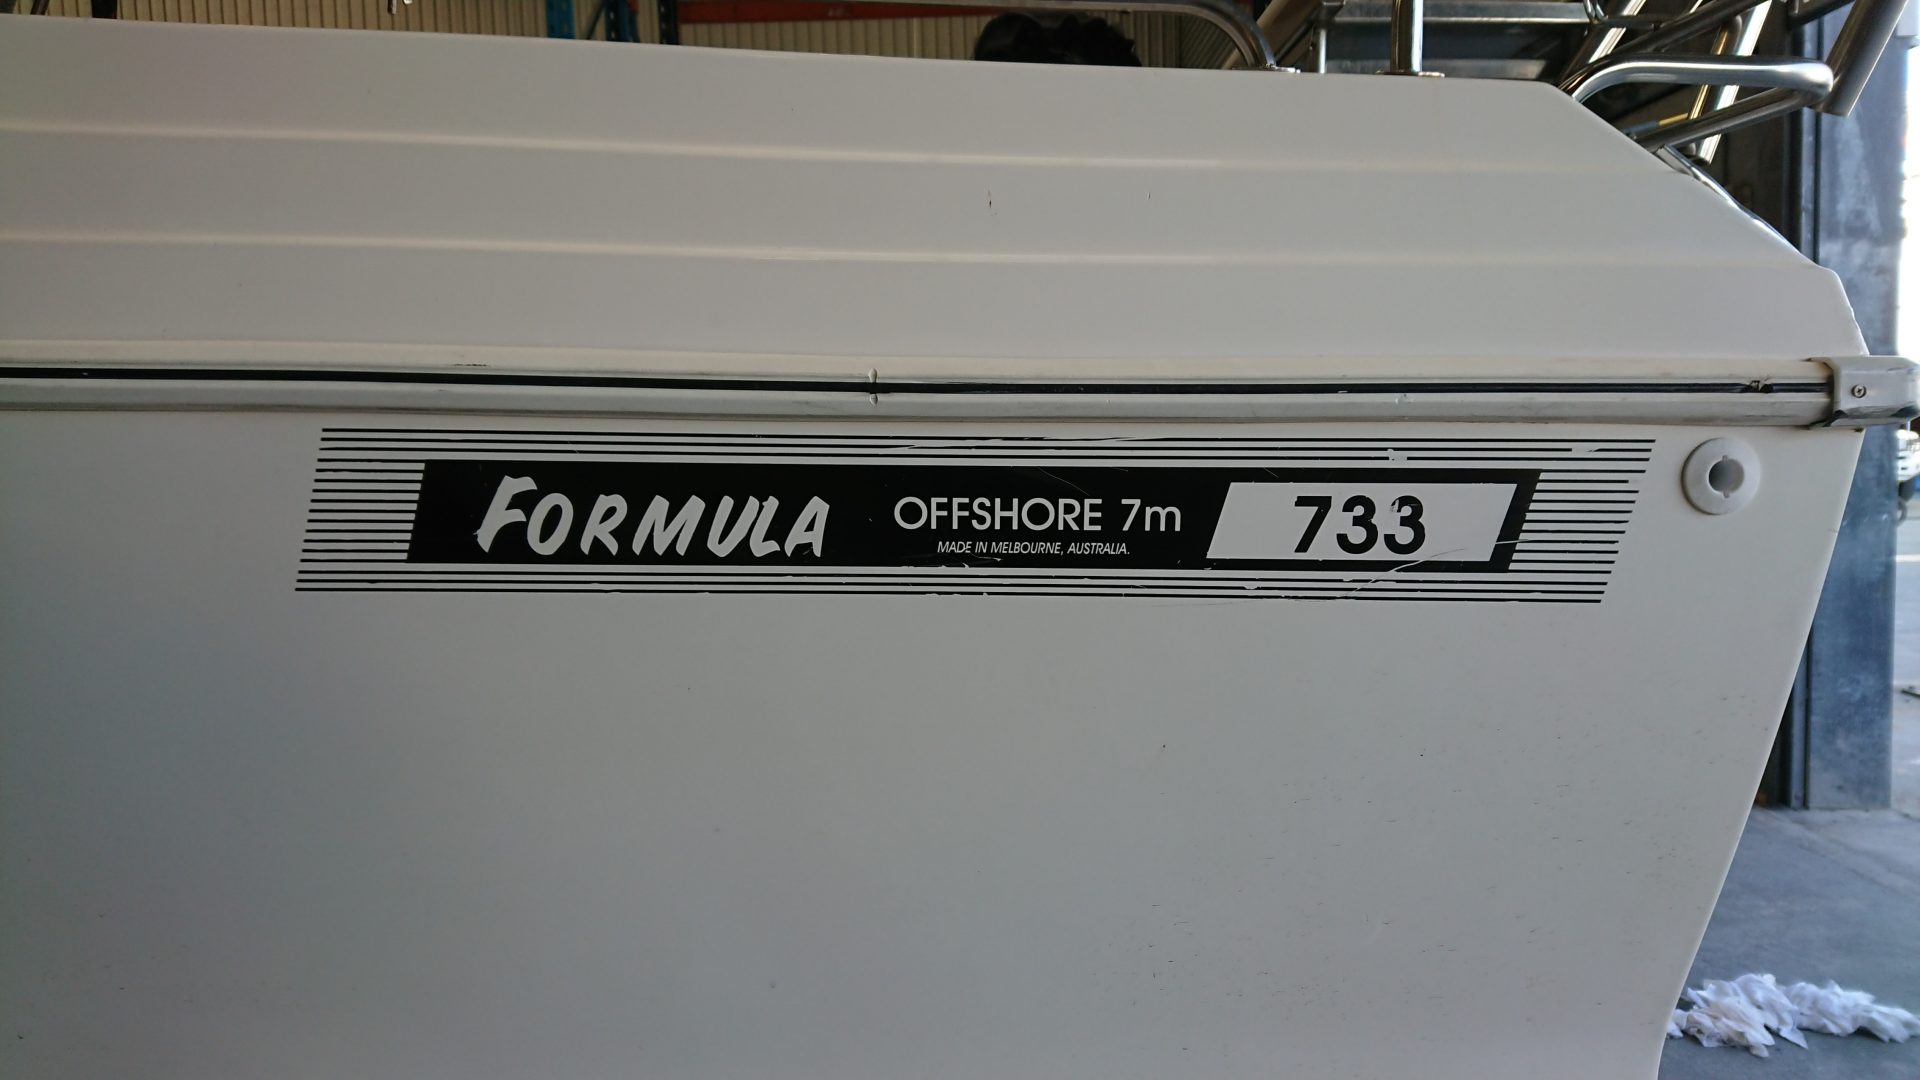 FORMULA OFFSHORE 7m 733
MADE IN MELBOURNE, AUSTRALIA.